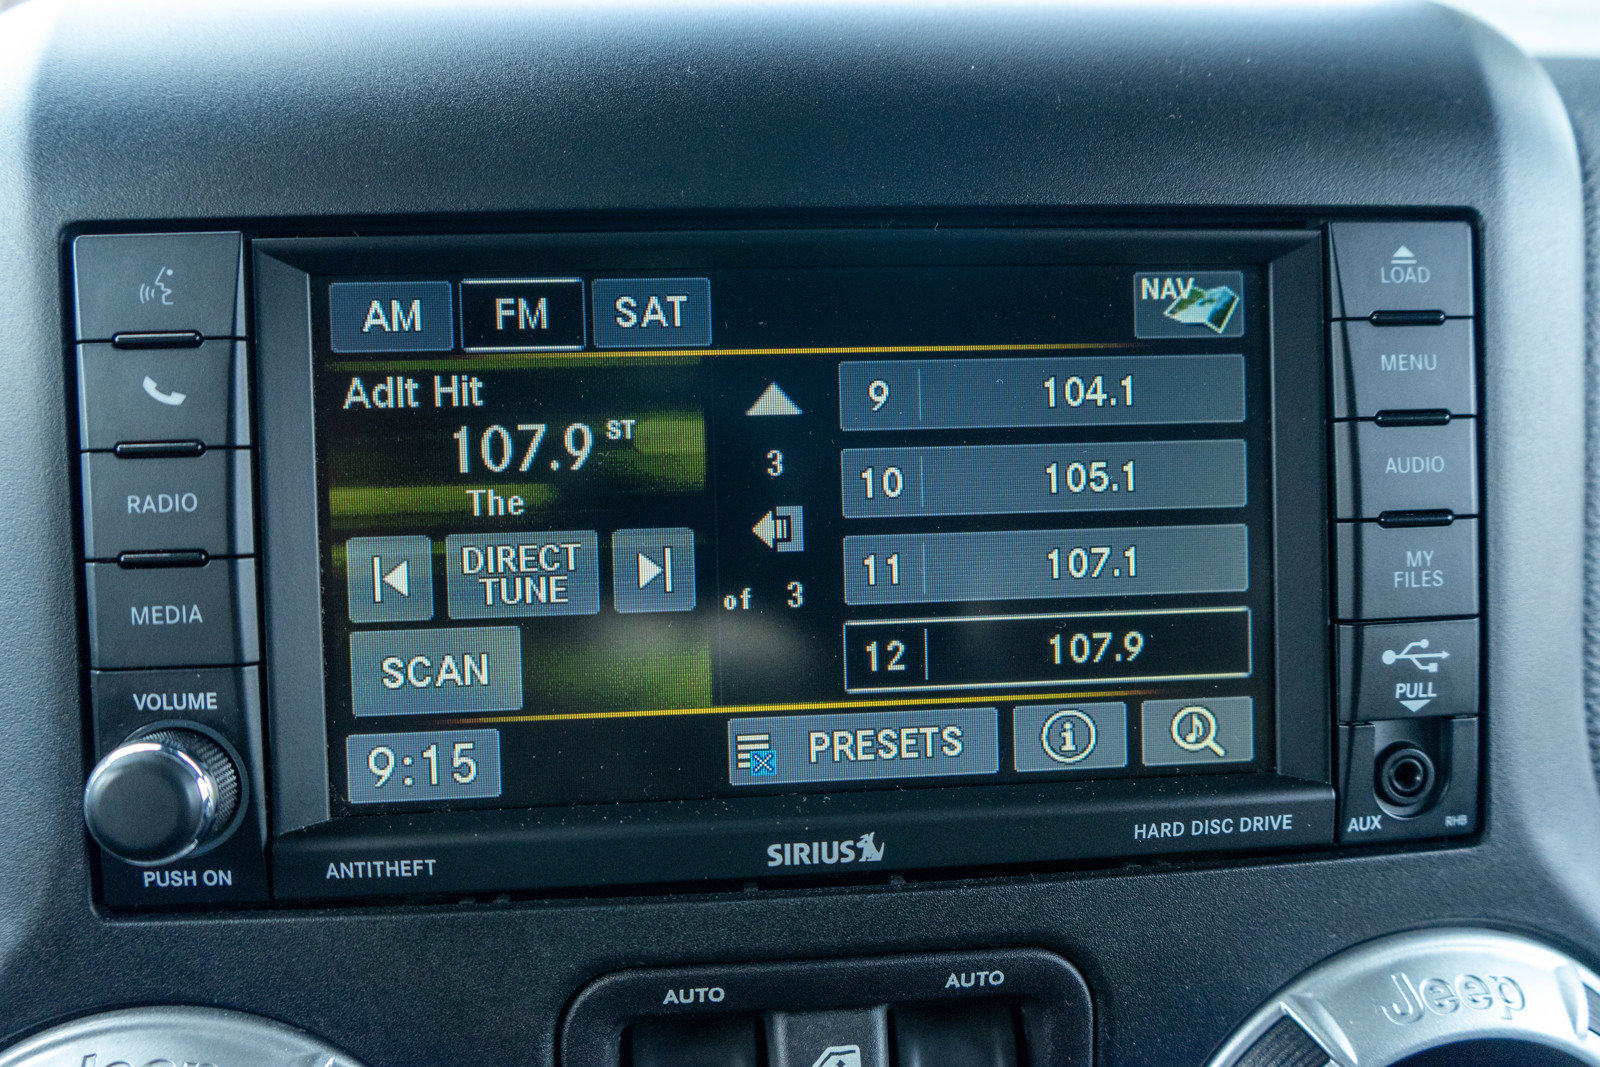 LOAD
MENU
AUDIO
MY
FILES
PULL
AUX
RHB
RADIO
MEDIA
VOLUME
PUSH ON
AM
FM
SAT
NAV
Adlt Hit
107.9 ST
The
DIRECT
TUNE
SCAN
9:15
3
of 3
9 104.1
10 105.1
11 107.1
12 107.9
PRESETS
i
ANTITHEFT
SIRIUS
HARD DISC DRIVE
AUTO
AUTO
Jeep
Jeep